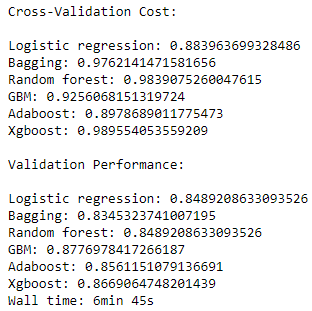 Cross-Validation Cost:
Logistic regression: 0.883963699328486
Bagging: 0.9762141471581656
Random forest: 0.9839075260047615
GBM: 0.9256068151319724
Adaboost: 0.8978689011775473
Xgboost: 0.989554053559209
Validation Performance:
Logistic regression: 0.8489208633093526
Bagging: 0.8345323741007195
Random forest: 0.8489208633093526
GBM: 0.8776978417266187
Adaboost: 0.8561151079136691
Xgboost: 0.8669064748201439
Wall time: 6min 45s